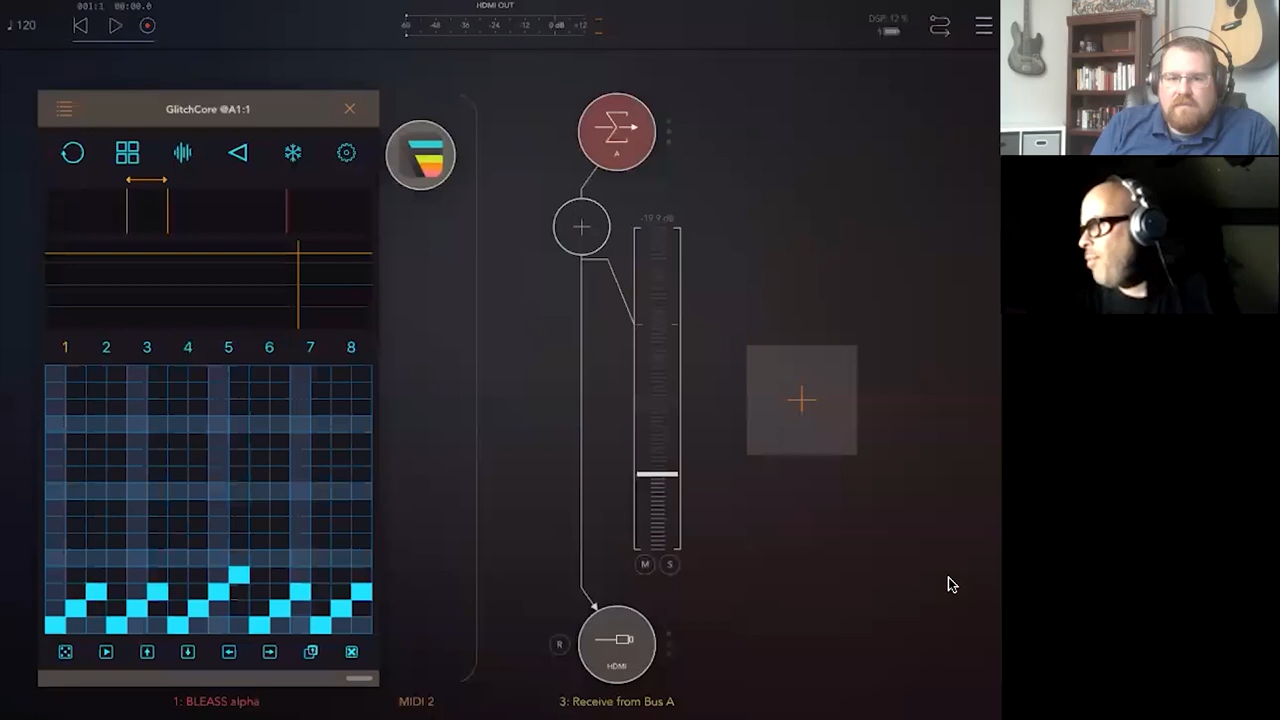 001:1 00:00.0
HDMI OUT
♩ 120
-60 -48 -36 -24 -12 0 dB +12
DSP: 12 %
GlitchCore @A1:1
A
-19.9 dB
1 2 3 4 5 6 7 8
M S
R
HDMI
1: BLEASS alpha
MIDI 2
3: Receive from Bus A